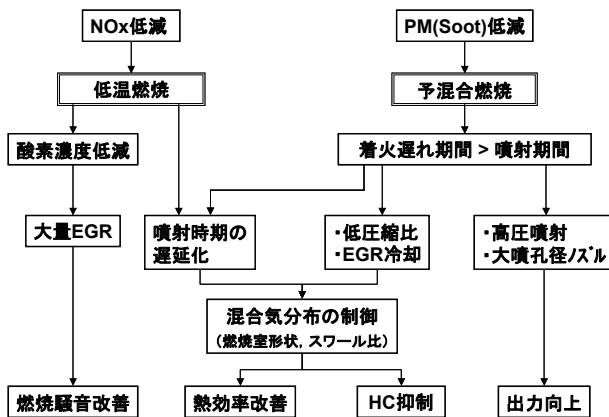 NOx低減
PM(Soot)低減
低温燃焼
予混合燃焼
酸素濃度低減
着火遅れ期間 > 噴射期間
大量EGR
噴射時期の
遅延化
・低圧縮比
・EGR冷却
・高圧噴射
・大噴孔径ﾉｽﾞﾙ
混合気分布の制御
(燃焼室形状, スワール比)
燃焼騒音改善
熱効率改善
HC抑制
出力向上